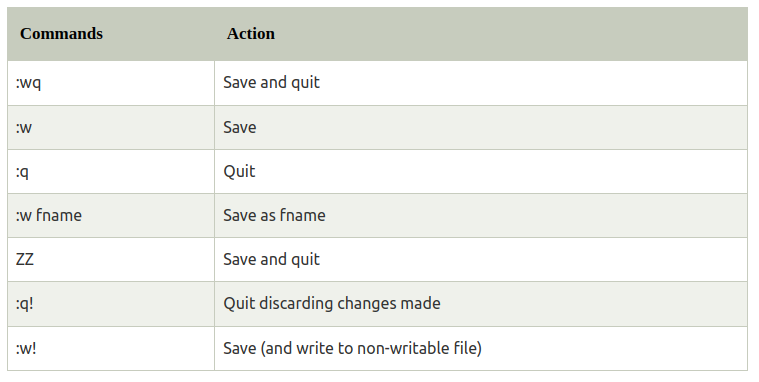 Commands Action
:wq Save and quit
:w Save
:q Quit
:w fname Save as fname
ZZ Save and quit
:q! Quit discarding changes made
:w! Save (and write to non-writable file)